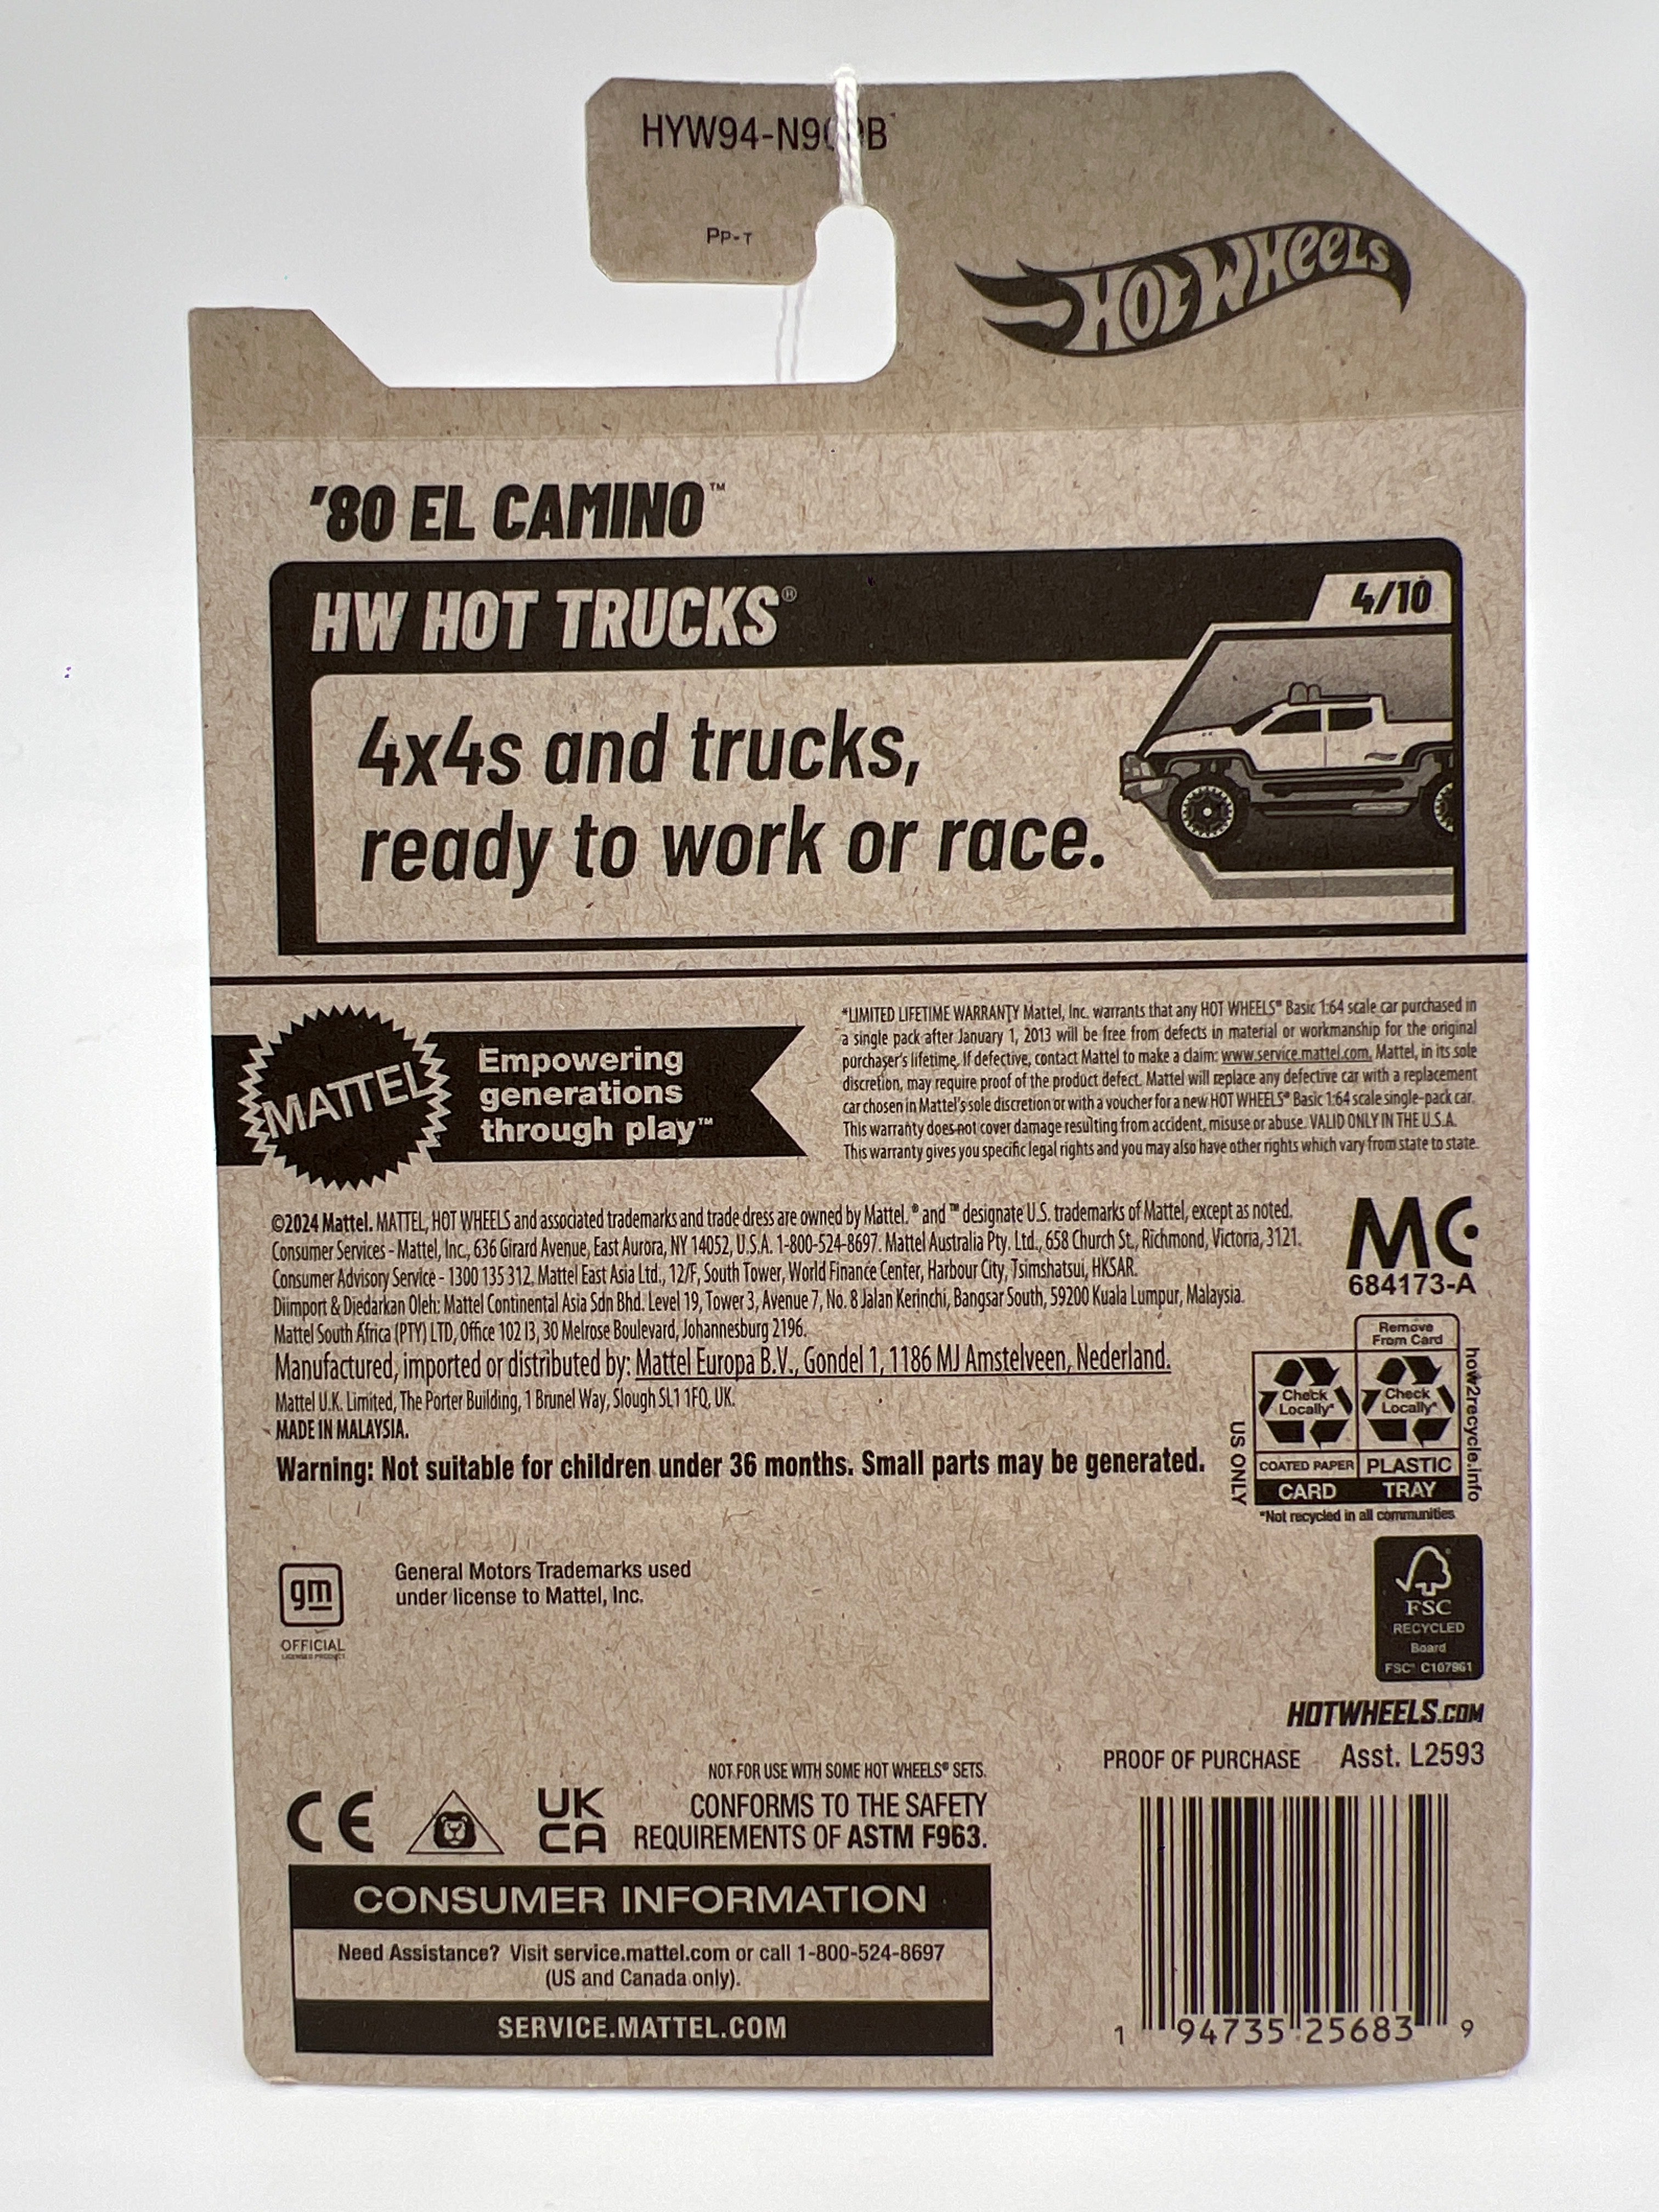 HYW94-N9
Pp-T
HOT WHEELS
'80 EL CAMINO™
HW HOT TRUCKS®
4/10
4x4s and trucks,
ready to work or race.
MATTEL
Empowering
generations
through play™
*LIMITED LIFETIME WARRANTY Mattel, Inc. warrants that any HOT WHEELS® Basic 1:64 scale car purchased in
a single pack after January 1, 2013 will be free from defects in material or workmanship for the original
purchaser's lifetime. If defective, contact Mattel to make a claim: www.service.mattel.com. Mattel, in its sole
discretion, may require proof of the product defect. Mattel will replace any defective car with a replacement
car chosen in Mattel's sole discretion or with a voucher for a new HOT WHEELS® Basic 1:64 scale single-pack car.
This warranty does not cover damage resulting from accident, misuse or abuse. VALID ONLY IN THE U.S.A.
This warranty gives you specific legal rights and you may also have other rights which vary from state to state.
©2024 Mattel. MATTEL, HOT WHEELS and associated trademarks and trade dress are owned by Mattel. ® and ™ designate U.S. trademarks of Mattel, except as noted.
Consumer Services - Mattel, Inc., 636 Girard Avenue, East Aurora, NY 14052, U.S.A. 1-800-524-8697. Mattel Australia Pty. Ltd., 658 Church St., Richmond, Victoria, 3121.
Consumer Advisory Service - 1300 135 312. Mattel East Asia Ltd., 12/F, South Tower, World Finance Center, Harbour City, Tsimshatsui, HKSAR.
Diimport & Diedarkan Oleh: Mattel Continental Asia Sdn Bhd. Level 19, Tower 3, Avenue 7, No. 8 Jalan Kerinchi, Bangsar South, 59200 Kuala Lumpur, Malaysia.
Mattel South Africa (PTY) LTD, Office 102 I3, 30 Melrose Boulevard, Johannesburg 2196.
Manufactured, imported or distributed by: Mattel Europa B.V., Gondel 1, 1186 MJ Amstelveen, Nederland.
Mattel U.K. Limited, The Porter Building, 1 Brunel Way, Slough SL1 1FQ, UK.
MADE IN MALAYSIA.
Warning: Not suitable for children under 36 months. Small parts may be generated.
MC
684173-A
Remove
From Card
Check
Locally*
Check
Locally*
COATED PAPER
PLASTIC
CARD
TRAY
US ONLY
how2recycle.info
*Not recycled in all communities
gm
OFFICIAL
LICENSED PRODUCT
General Motors Trademarks used
under license to Mattel, Inc.
FSC
RECYCLED
Board
FSC® C107961
HOTWHEELS.COM
PROOF OF PURCHASE
Asst. L2593
NOT FOR USE WITH SOME HOT WHEELS® SETS.
CE
UK
CA
CONFORMS TO THE SAFETY
REQUIREMENTS OF ASTM F963.
CONSUMER INFORMATION
Need Assistance? Visit service.mattel.com or call 1-800-524-8697
(US and Canada only).
SERVICE.MATTEL.COM
1 94735 25683 9